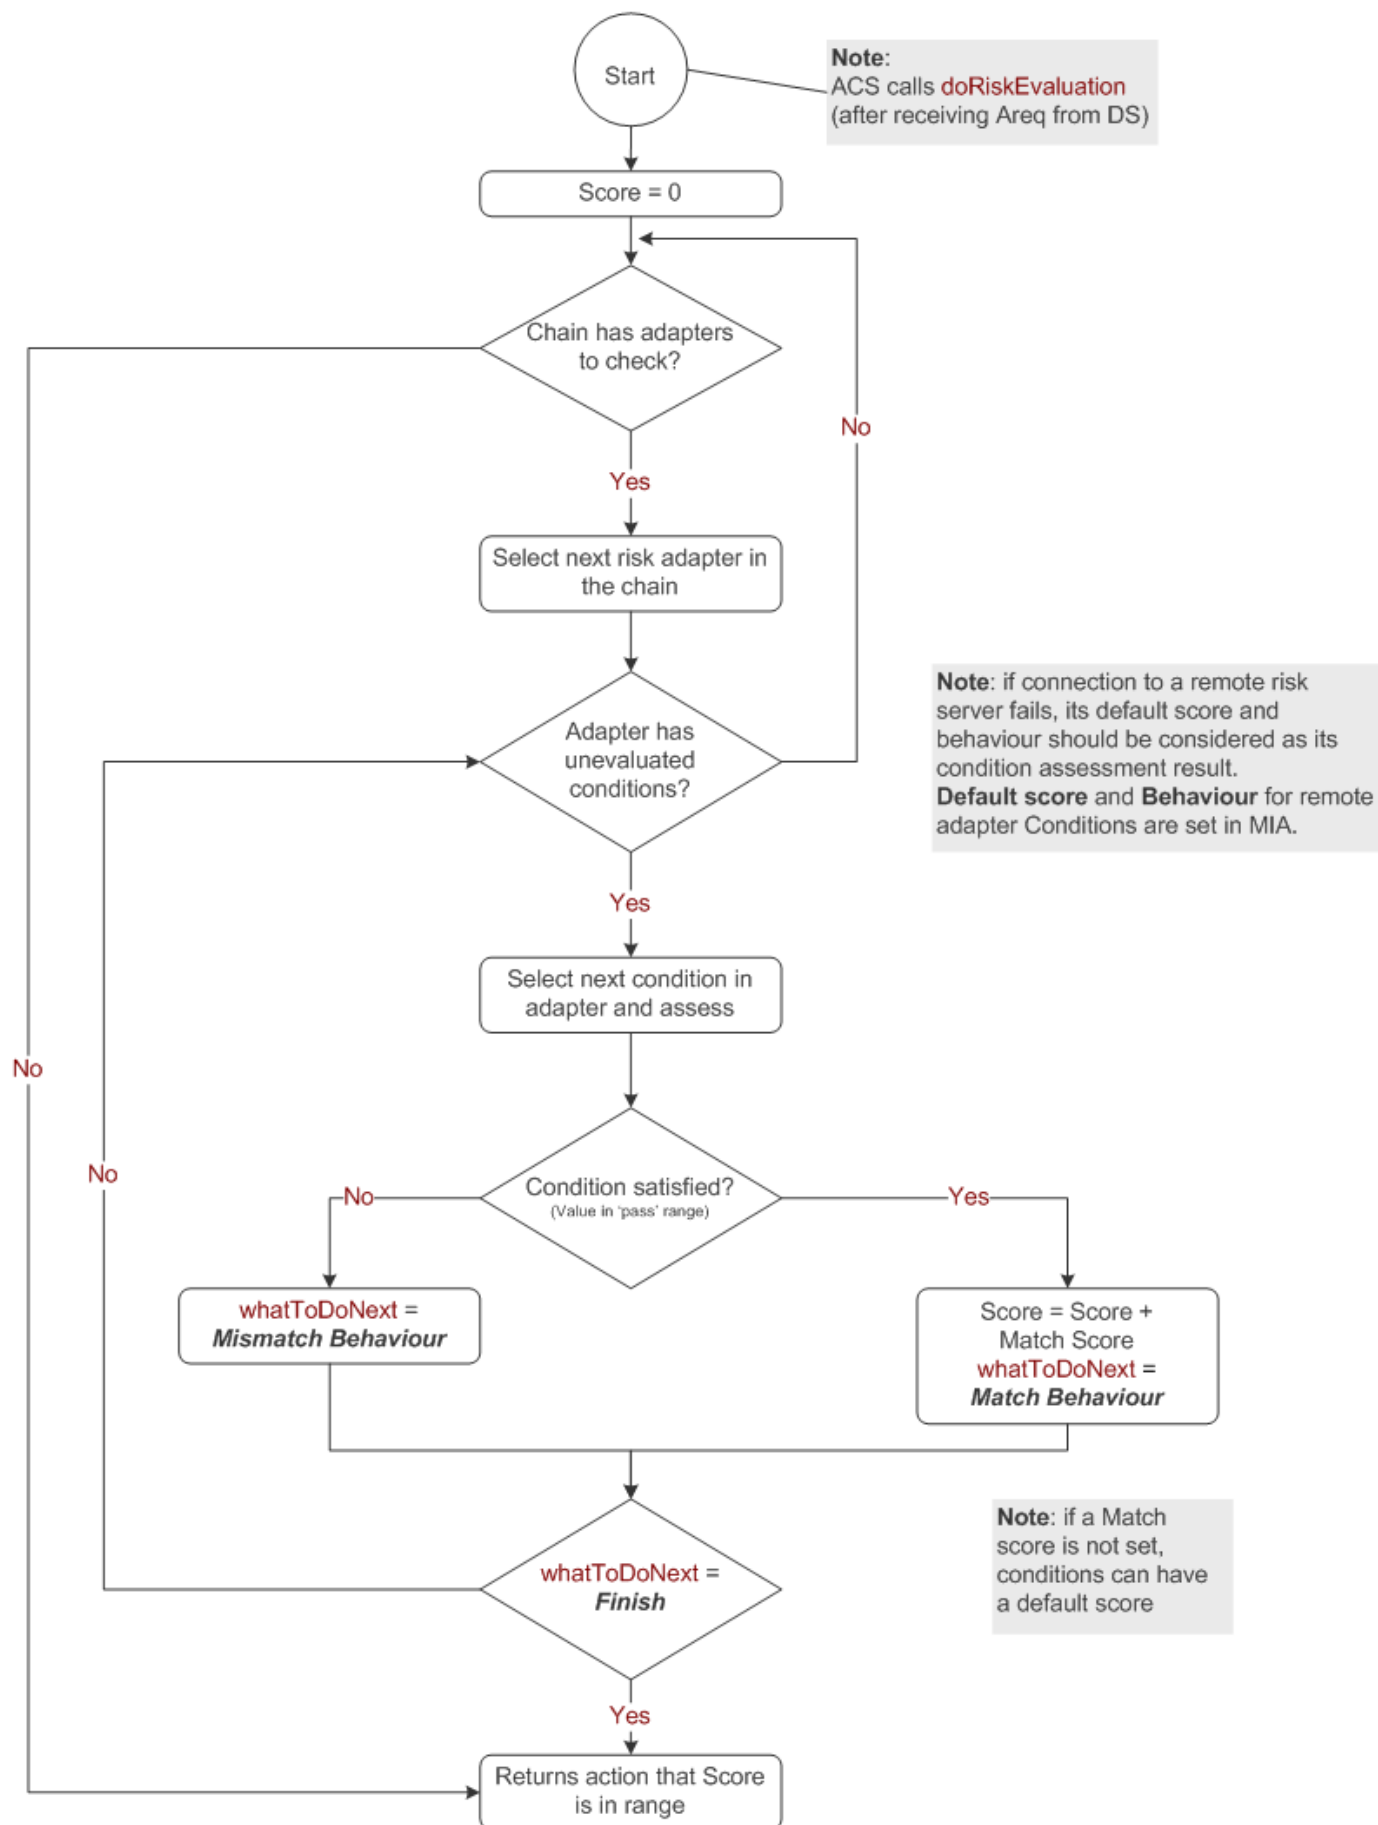 Start
Note:
ACS calls doRiskEvaluation
(after receiving Areq from DS)
Score = 0
Chain has adapters
to check?
No
Yes
Select next risk adapter in
the chain
Note: if connection to a remote risk
server fails, its default score and
behaviour should be considered as its
condition assessment result.
Default score and Behaviour for remote
adapter Conditions are set in MIA.
Adapter has
unevaluated
conditions?
Yes
Select next condition in
adapter and assess
No
No
Condition satisfied?
(Value in 'pass' range)
No
Yes
whatToDoNext =
Mismatch Behaviour
Score = Score +
Match Score
whatToDoNext =
Match Behaviour
Note: if a Match
score is not set,
conditions can have
a default score
whatToDoNext =
Finish
Yes
Returns action that Score
is in range